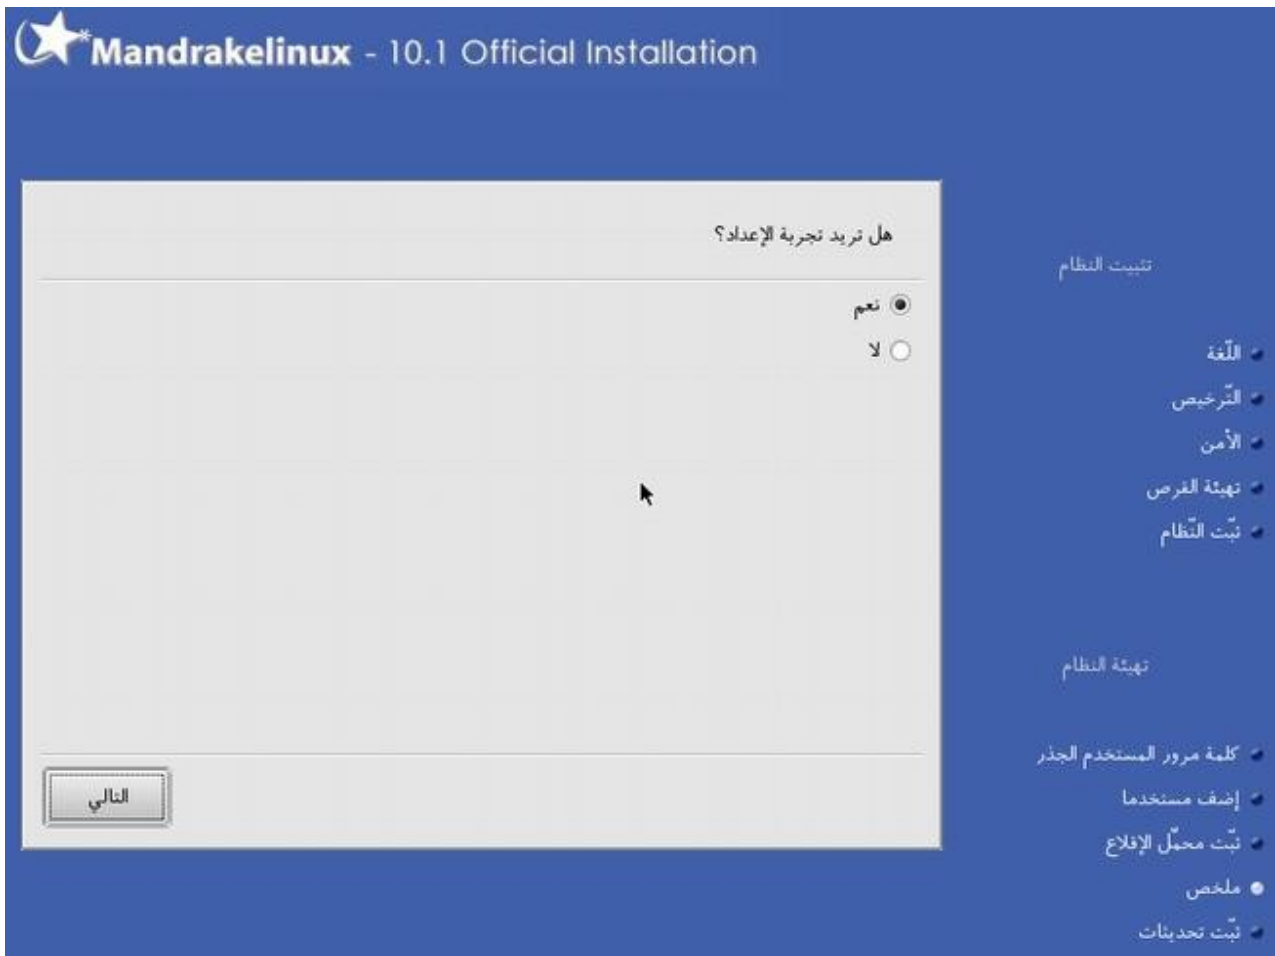 Mandrakelinux - 10.1 Official Installation
هل تريد تجربة الإعداد؟
نعم
لا
التالي
تثبيت النظام
اللّغة
التّرخيص
الأمن
تهيئة القرص
ثبّت النّظام
تهيئة النظام
كلمة مرور المستخدم الجذر
إضف مستخدما
ثبّت محمّل الإقلاع
ملخص
ثبّت تحديثات